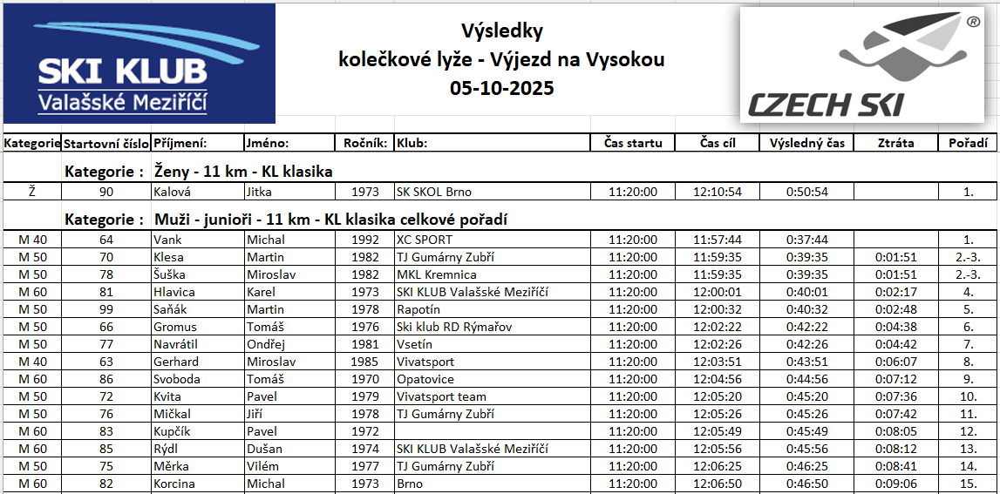 SKI KLUB
Valašské Meziříčí
Výsledky
kolečkové lyže - Výjezd na Vysokou
05-10-2025
®
CZECH SKI
Kategorie Startovní číslo Příjmení: Jméno: Ročník: Klub: Čas startu Čas cíl Výsledný čas Ztráta Pořadí
Kategorie : Ženy - 11 km - KL klasika
Ž 90 Kalová Jitka 1973 SK SKOL Brno 11:20:00 12:10:54 0:50:54 1.
Kategorie : Muži - junioři - 11 km - KL klasika celkové pořadí
M 40 64 Vank Michal 1992 XC SPORT 11:20:00 11:57:44 0:37:44 1.
M 50 70 Klesa Martin 1982 TJ Gumárny Zubří 11:20:00 11:59:35 0:39:35 0:01:51 2.-3.
M 50 78 Šuška Miroslav 1982 MKL Kremnica 11:20:00 11:59:35 0:39:35 0:01:51 2.-3.
M 60 81 Hlavica Karel 1973 SKI KLUB Valašské Meziříčí 11:20:00 12:00:01 0:40:01 0:02:17 4.
M 50 99 Saňák Martin 1978 Rapotín 11:20:00 12:00:32 0:40:32 0:02:48 5.
M 50 66 Gromus Tomáš 1976 Ski klub RD Rýmařov 11:20:00 12:02:22 0:42:22 0:04:38 6.
M 50 77 Navrátil Ondřej 1981 Vsetín 11:20:00 12:02:26 0:42:26 0:04:42 7.
M 40 63 Gerhard Miroslav 1985 Vivatsport 11:20:00 12:03:51 0:43:51 0:06:07 8.
M 60 86 Svoboda Tomáš 1970 Opatovice 11:20:00 12:04:56 0:44:56 0:07:12 9.
M 50 72 Kvita Pavel 1979 Vivatsport team 11:20:00 12:05:20 0:45:20 0:07:36 10.
M 50 76 Mičkal Jiří 1978 TJ Gumárny Zubří 11:20:00 12:05:26 0:45:26 0:07:42 11.
M 60 83 Kupčík Pavel 1972 11:20:00 12:05:49 0:45:49 0:08:05 12.
M 60 85 Rýdl Dušan 1974 SKI KLUB Valašské Meziříčí 11:20:00 12:05:56 0:45:56 0:08:12 13.
M 50 75 Měrka Vilém 1977 TJ Gumárny Zubří 11:20:00 12:06:25 0:46:25 0:08:41 14.
M 60 82 Korcina Michal 1973 Brno 11:20:00 12:06:50 0:46:50 0:09:06 15.